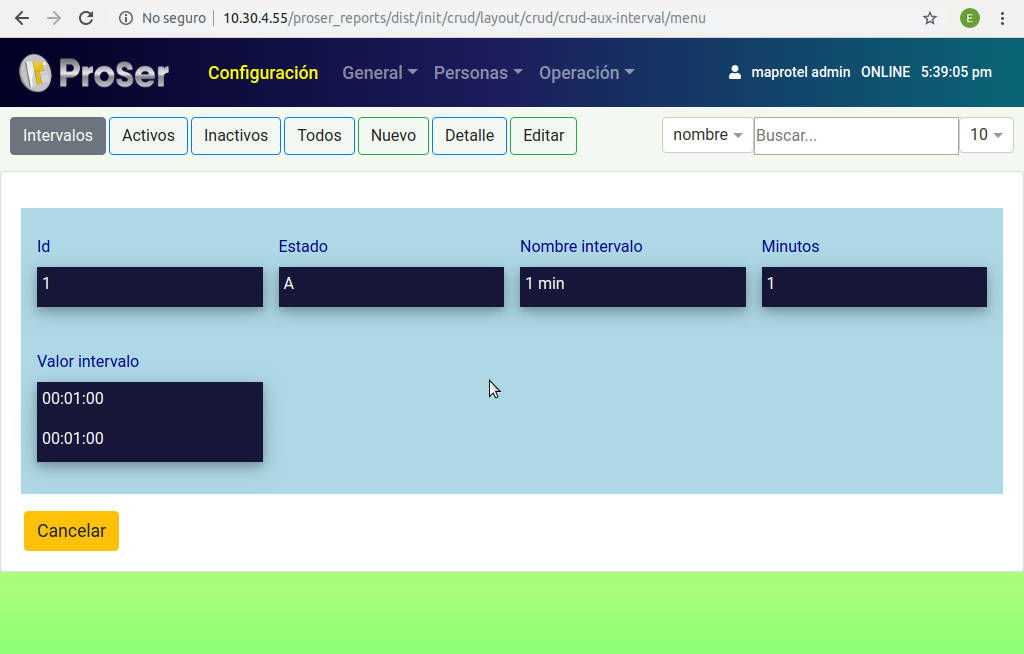 No seguro | 10.30.4.55/proser_reports/dist/init/crud/layout/crud/crud-aux-interval/menu
E
ProSer Configuración General Personas Operación maprotel admin ONLINE 5:39:05 pm
Intervalos Activos Inactivos Todos Nuevo Detalle Editar nombre Buscar... 10
Id Estado Nombre intervalo Minutos
1 A 1 min 1
Valor intervalo
00:01:00
00:01:00
Cancelar